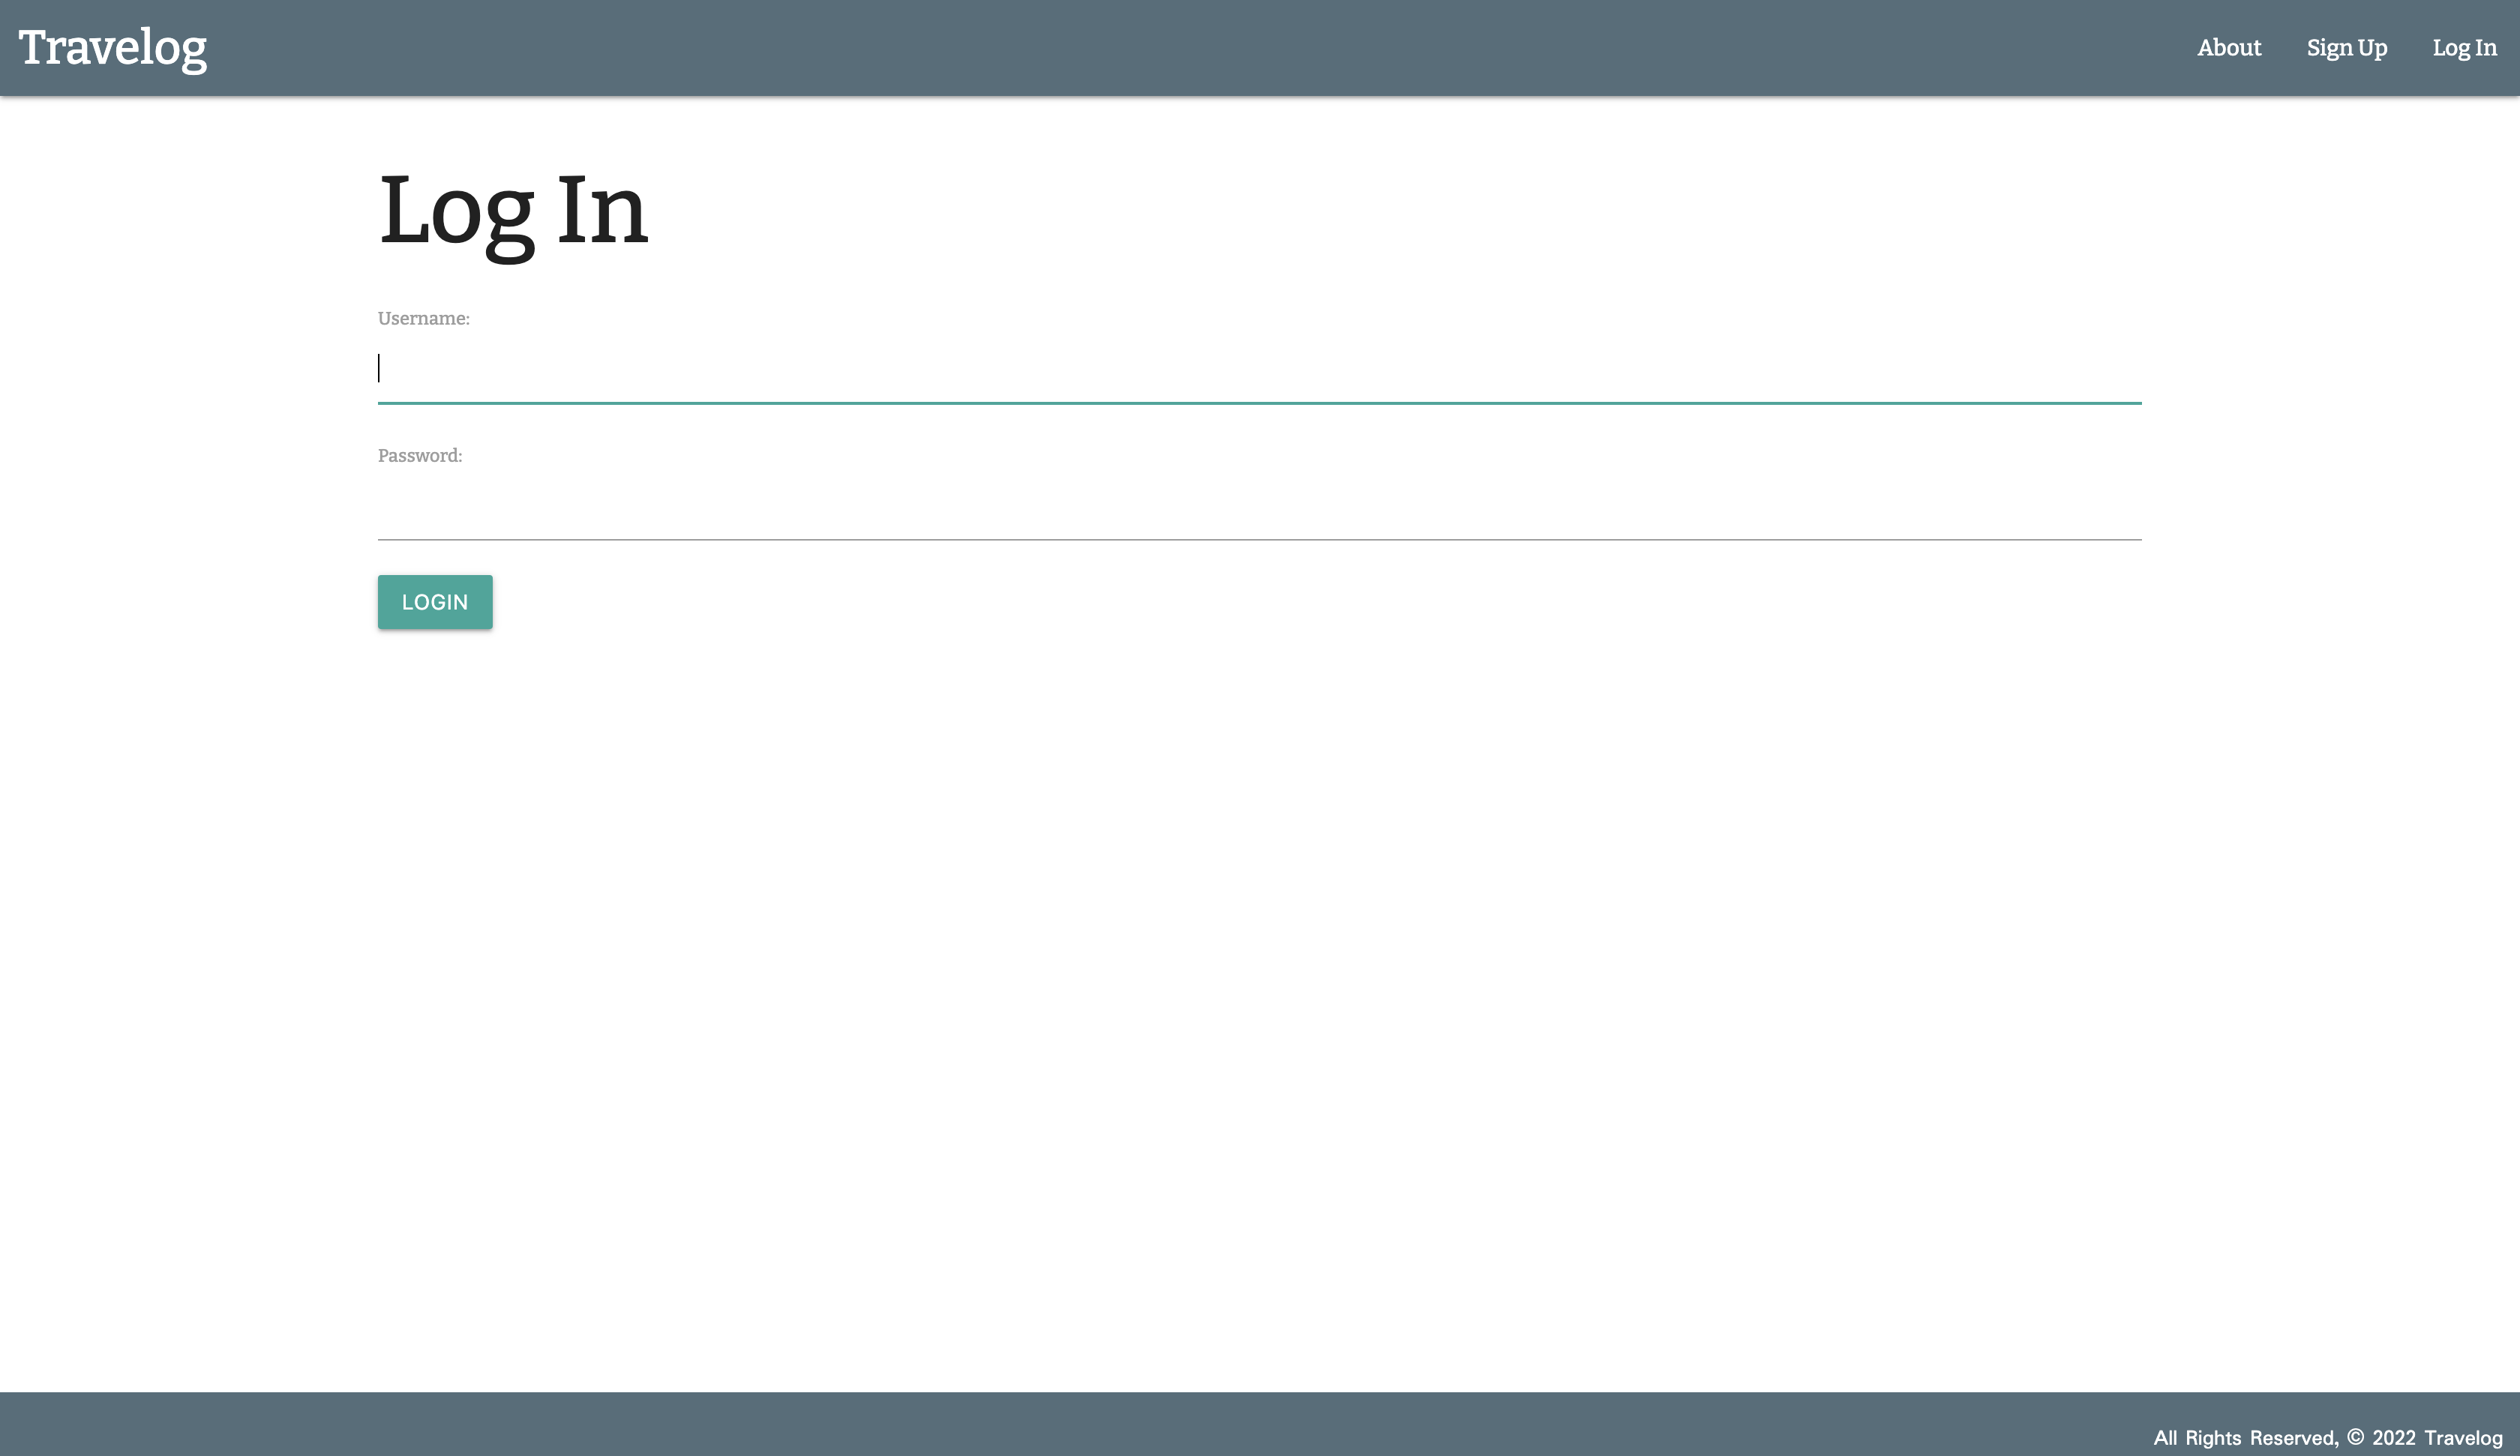 Travelog
About Sign Up Log In
Log In
Username:
Password:
LOGIN
All Rights Reserved, © 2022 Travelog